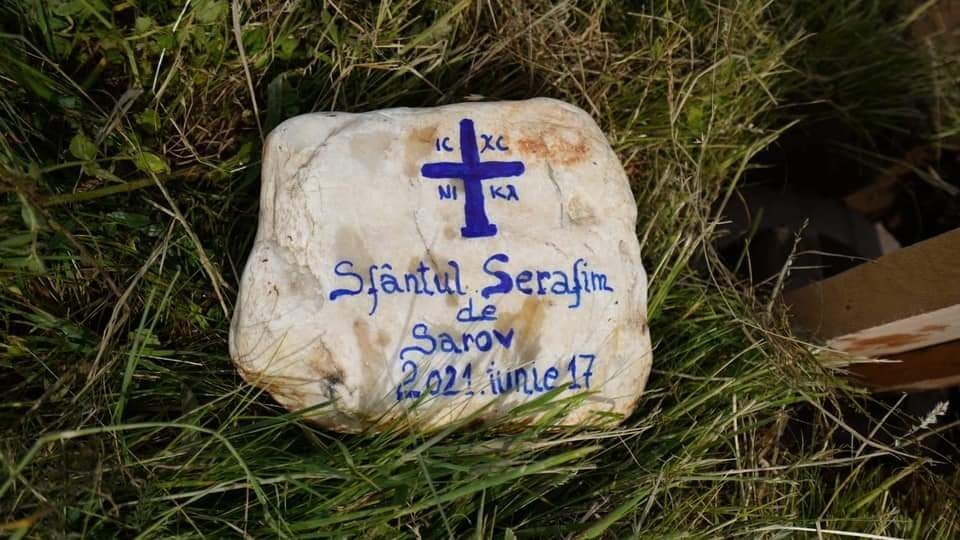 IC XC
NI KA
Sfântul Serafim
de
Sarov
2021. iunie 17